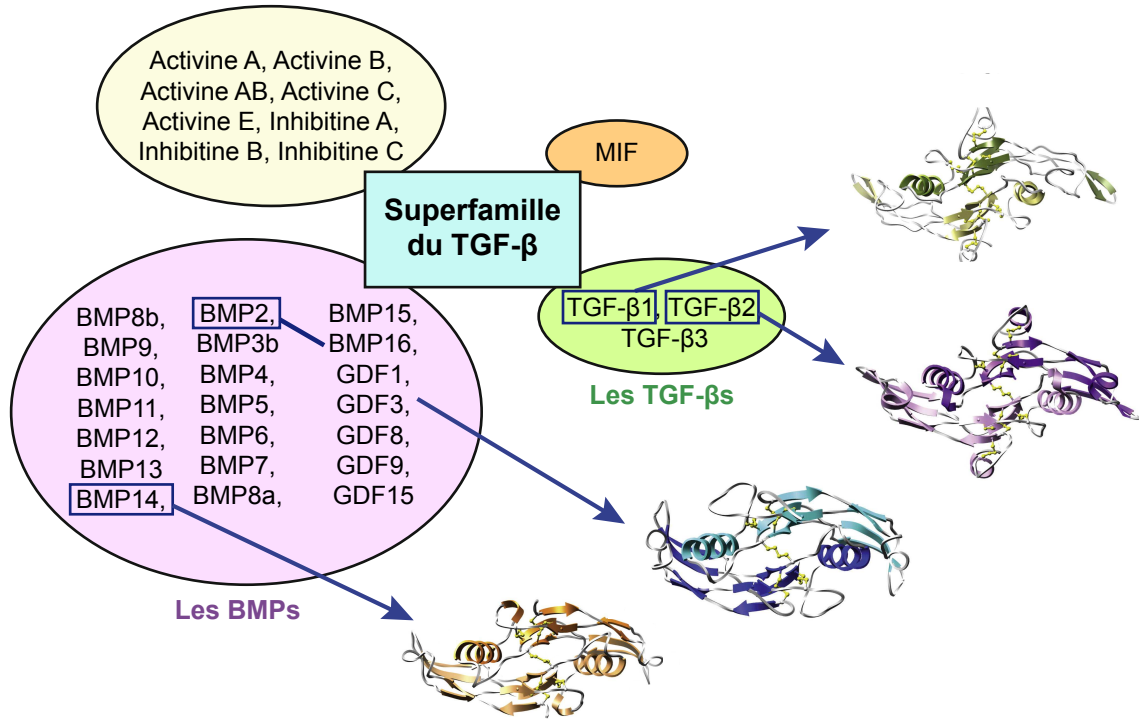 Activine A, Activine B,
Activine AB, Activine C,
Activine E, Inhibitine A,
Inhibitine B, Inhibitine C
MIF
Superfamille
du TGF-β
BMP8b,
BMP9,
BMP10,
BMP11,
BMP12,
BMP13
BMP14,
BMP2,
BMP3b
BMP4,
BMP5,
BMP6,
BMP7,
BMP8a,
BMP15,
BMP16,
GDF1,
GDF3,
GDF8,
GDF9,
GDF15
Les BMPs
TGF-β1, TGF-β2
TGF-β3
Les TGF-βs